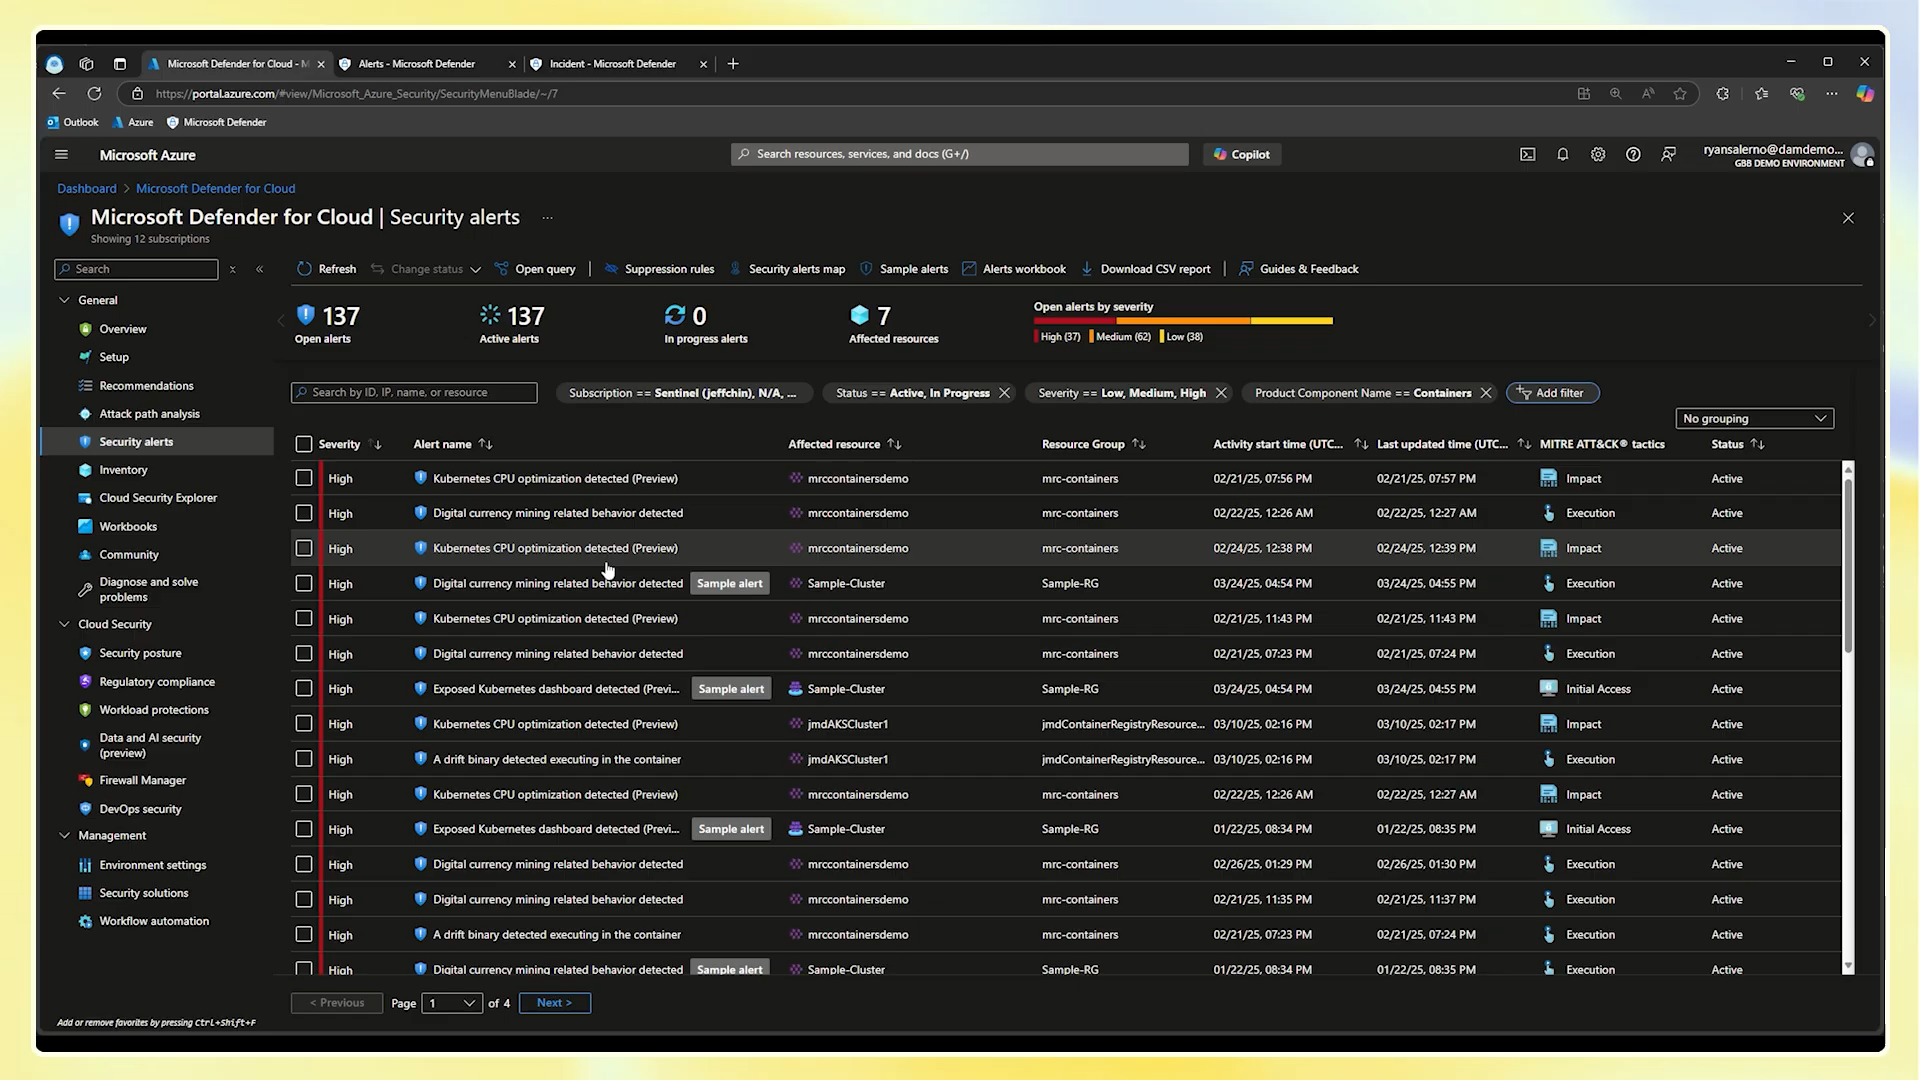 Microsoft Defender for Cloud - M
Alerts - Microsoft Defender
Incident - Microsoft Defender
https://portal.azure.com/#view/Microsoft_Azure_Security/SecurityMenuBlade/~/7
Outlook
Azure
Microsoft Defender
Microsoft Azure
Search resources, services, and docs (G+/)
Copilot
ryansalerno@damdemo...
GBB DEMO ENVIRONMENT
Dashboard > Microsoft Defender for Cloud
Microsoft Defender for Cloud | Security alerts ...
Showing 12 subscriptions
Search
General
Overview
Setup
Recommendations
Attack path analysis
Security alerts
Inventory
Cloud Security Explorer
Workbooks
Community
Diagnose and solve
problems
Cloud Security
Security posture
Regulatory compliance
Workload protections
Data and AI security
(preview)
Firewall Manager
DevOps security
Management
Environment settings
Security solutions
Workflow automation
Add or remove favorites by pressing Ctrl+Shift+F
Refresh Change status Open query Suppression rules Security alerts map Sample alerts Alerts workbook Download CSV report Guides & Feedback
137
Open alerts
137
Active alerts
0
In progress alerts
7
Affected resources
Open alerts by severity
High (37) Medium (62) Low (38)
Search by ID, IP, name, or resource
Subscription == Sentinel (jeffchin), N/A, ...
Status == Active, In Progress
Severity == Low, Medium, High
Product Component Name == Containers
Add filter
No grouping
Severity Alert name Affected resource Resource Group Activity start time (UTC... Last updated time (UTC... MITRE ATT&CK® tactics Status
High Kubernetes CPU optimization detected (Preview) mrccontainersdemo mrc-containers 02/21/25, 07:56 PM 02/21/25, 07:57 PM Impact Active
High Digital currency mining related behavior detected mrccontainersdemo mrc-containers 02/22/25, 12:26 AM 02/22/25, 12:27 AM Execution Active
High Kubernetes CPU optimization detected (Preview) mrccontainersdemo mrc-containers 02/24/25, 12:38 PM 02/24/25, 12:39 PM Impact Active
High Digital currency mining related behavior detected Sample alert Sample-Cluster Sample-RG 03/24/25, 04:54 PM 03/24/25, 04:55 PM Execution Active
High Kubernetes CPU optimization detected (Preview) mrccontainersdemo mrc-containers 02/21/25, 11:43 PM 02/21/25, 11:43 PM Impact Active
High Digital currency mining related behavior detected mrccontainersdemo mrc-containers 02/21/25, 07:23 PM 02/21/25, 07:24 PM Execution Active
High Exposed Kubernetes dashboard detected (Previ... Sample alert Sample-Cluster Sample-RG 03/24/25, 04:54 PM 03/24/25, 04:55 PM Initial Access Active
High Kubernetes CPU optimization detected (Preview) jmdAKSCluster1 jmdContainerRegistryResource... 03/10/25, 02:16 PM 03/10/25, 02:17 PM Impact Active
High A drift binary detected executing in the container jmdAKSCluster1 jmdContainerRegistryResource... 03/10/25, 02:16 PM 03/10/25, 02:17 PM Execution Active
High Kubernetes CPU optimization detected (Preview) mrccontainersdemo mrc-containers 02/22/25, 12:26 AM 02/22/25, 12:27 AM Impact Active
High Exposed Kubernetes dashboard detected (Previ... Sample alert Sample-Cluster Sample-RG 01/22/25, 08:34 PM 01/22/25, 08:35 PM Initial Access Active
High Digital currency mining related behavior detected mrccontainersdemo mrc-containers 02/26/25, 01:29 PM 02/26/25, 01:30 PM Execution Active
High Digital currency mining related behavior detected mrccontainersdemo mrc-containers 02/21/25, 11:35 PM 02/21/25, 11:37 PM Execution Active
High A drift binary detected executing in the container mrccontainersdemo mrc-containers 02/21/25, 07:23 PM 02/21/25, 07:24 PM Execution Active
High Digital currency mining related behavior detected Sample alert Sample-Cluster Sample-RG 01/22/25, 08:34 PM 01/22/25, 08:35 PM Execution Active
< Previous Page 1 of 4 Next >